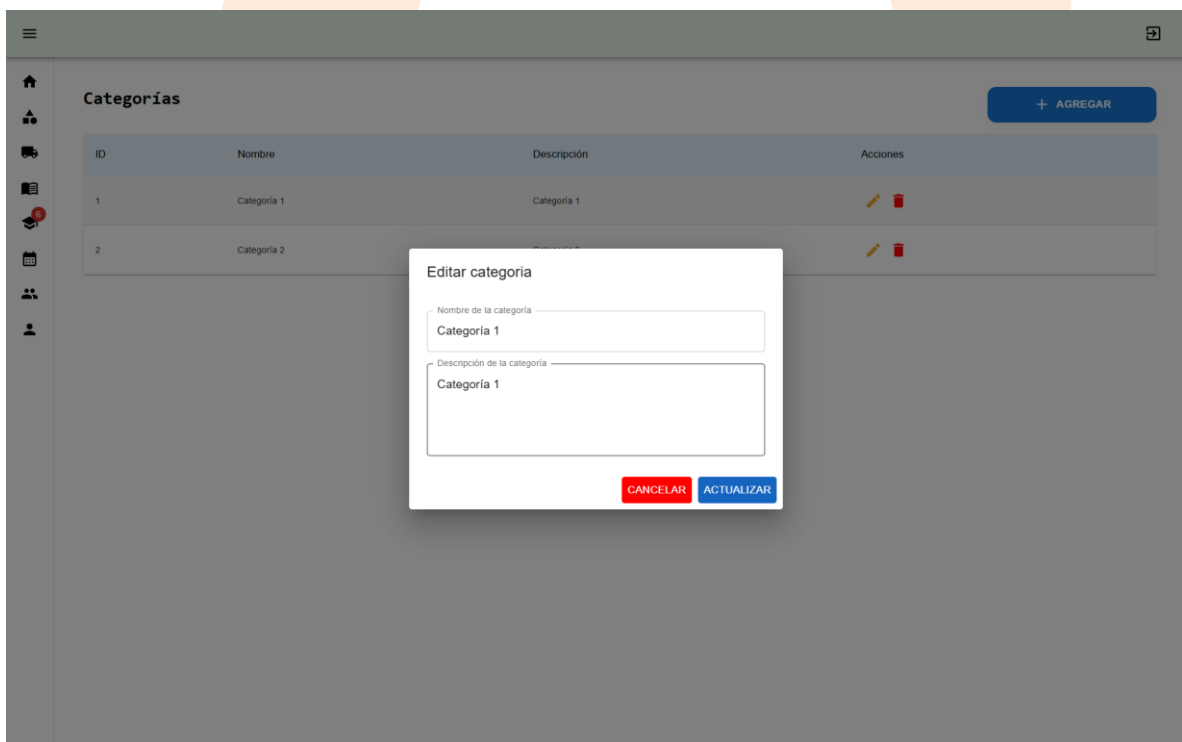 Categorías
+ AGREGAR
ID Nombre Descripción Acciones
1 Categoría 1 Categoría 1
6
2 Categoría 2
Editar categoria
Nombre de la categoría
Categoría 1
Descripción de la categoría
Categoría 1
CANCELAR ACTUALIZAR